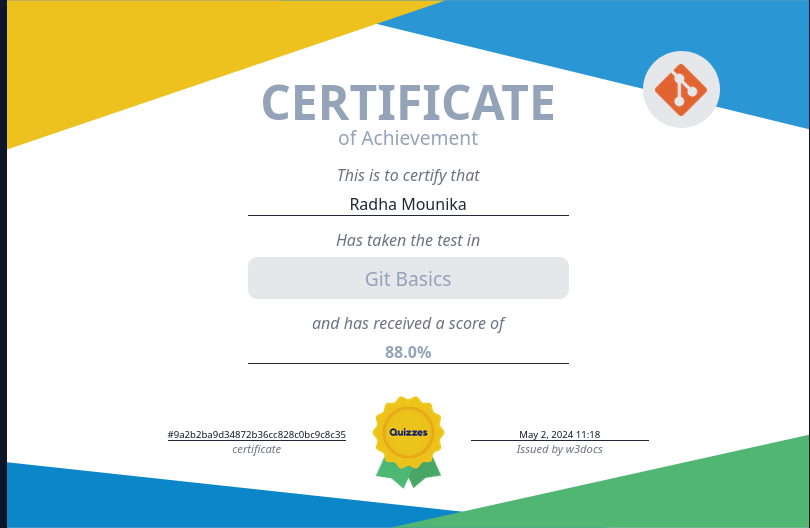 CERTIFICATE
of Achievement
This is to certify that
Radha Mounika
Has taken the test in
Git Basics
and has received a score of
88.0%
Quizzes
#9a2b2ba9d34872b36cc828c0bc9c8c35
certificate
May 2, 2024 11:18
Issued by w3docs